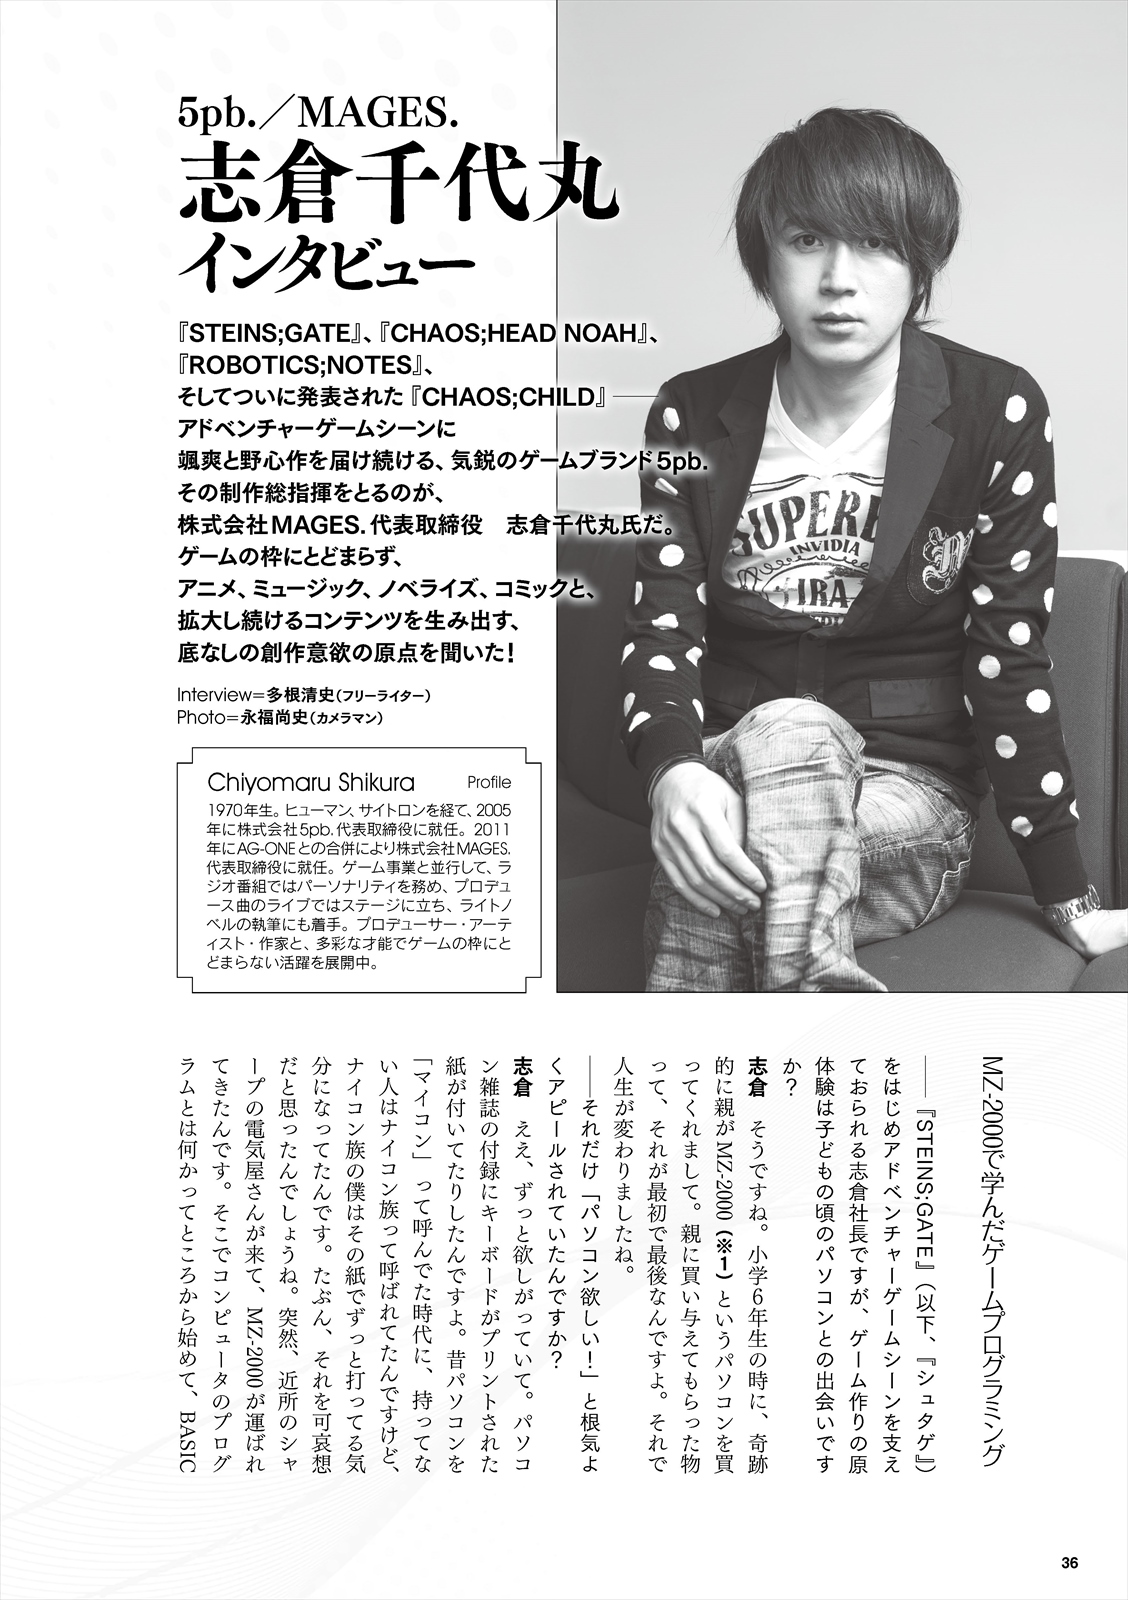 5pb.／MAGES.
志倉千代丸
インタビュー
『STEINS;GATE』、『CHAOS;HEAD NOAH』、
『ROBOTICS;NOTES』、
そしてついに発表された『CHAOS;CHILD』――
アドベンチャーゲームシーンに
颯爽と野心作を届け続ける、気鋭のゲームブランド5pb.
その制作総指揮をとるのが、
株式会社MAGES.代表取締役　志倉千代丸氏だ。
ゲームの枠にとどまらず、
アニメ、ミュージック、ノベライズ、コミックと、
拡大し続けるコンテンツを生み出す、
底なしの創作意欲の原点を聞いた！
Interview=多根清史（フリーライター）
Photo=永福尚史（カメラマン）
SUPERB
INVIDIA
IRA
Chiyomaru Shikura　Profile
1970年生。ヒューマン、サイトロンを経て、2005
年に株式会社5pb.代表取締役に就任。2011
年にAG-ONEとの合併により株式会社MAGES.
代表取締役に就任。ゲーム事業と並行して、ラ
ジオ番組ではパーソナリティを務め、プロデュ
ース曲のライブではステージに立ち、ライトノ
ベルの執筆にも着手。プロデューサー・アーテ
ィスト・作家と、多彩な才能でゲームの枠にと
どまらない活躍を展開中。
MZ-2000で学んだゲームプログラミング
――『STEINS;GATE』（以下、『シュタゲ』）
をはじめアドベンチャーゲームシーンを支え
ておられる志倉社長ですが、ゲーム作りの原
体験は子どもの頃のパソコンとの出会いです
か？
志倉　そうですね。小学6年生の時に、奇跡
的に親がMZ-2000（※1）というパソコンを買
ってくれまして。親に買い与えてもらった物
って、それが最初で最後なんですよ。それで
人生が変わりましたね。
――それだけ「パソコン欲しい！」と根気よ
くアピールされていたんですか？
志倉　ええ、ずっと欲しがっていて。パソコ
ン雑誌の付録にキーボードがプリントされた
紙が付いてたりしたんですよ。昔パソコンを
「マイコン」って呼んでた時代に、持ってな
い人はナイコン族って呼ばれてたんですけど、
ナイコン族の僕はその紙でずっと打ってる気
分になってたんです。たぶん、それを可哀想
だと思ったんでしょうね。突然、近所のシャ
ープの電気屋さんが来て、MZ-2000が運ばれ
てきたんです。そこでコンピュータのプログ
ラムとは何かってところから始めて、BASIC
36